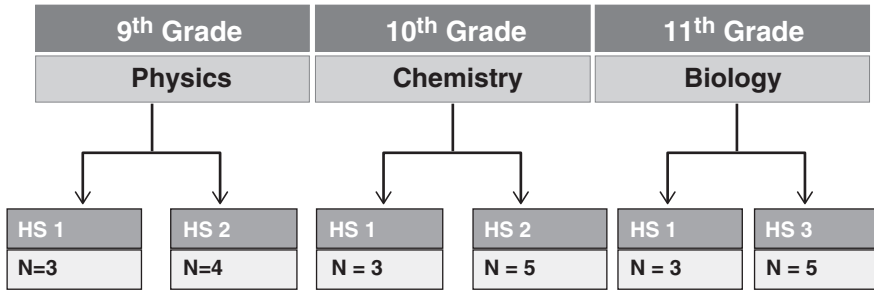 9th Grade 10th Grade 11th Grade
Physics Chemistry Biology
HS 1 HS 2 HS 1 HS 2 HS 1 HS 3
N=3 N=4 N = 3 N = 5 N = 3 N = 5